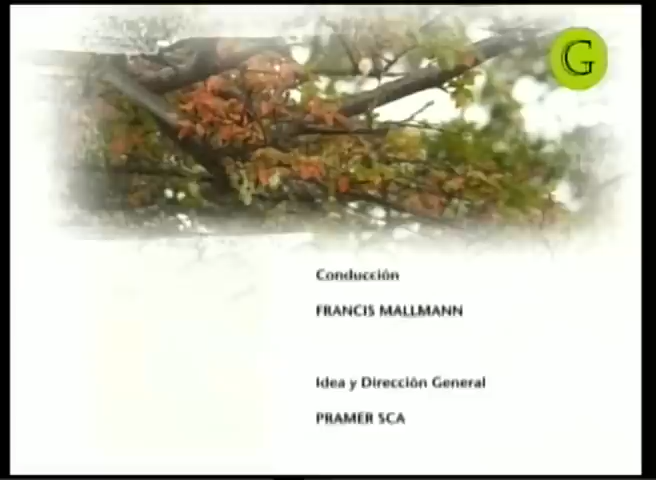 G
Conducción
FRANCIS MALLMANN
Idea y Dirección General
PRAMER SCA